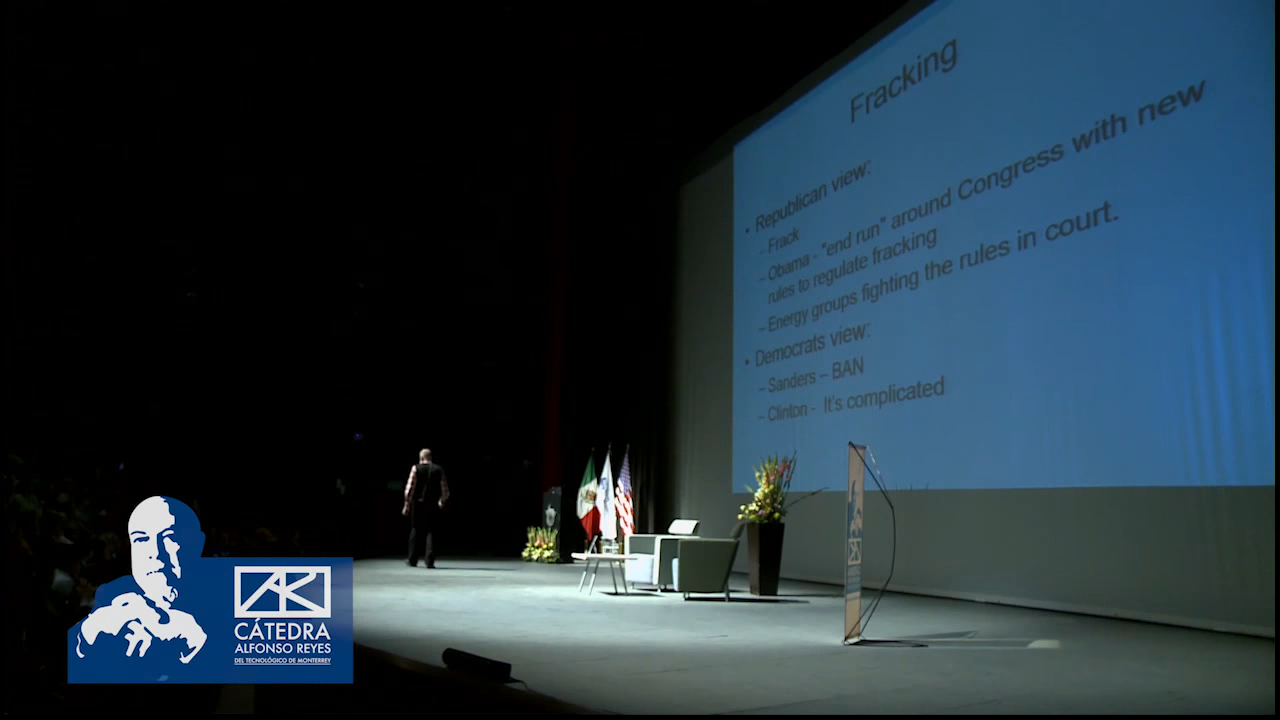 Fracking
• Republican view:
– Frack
– Obama - "end run" around Congress with new
rules to regulate fracking
– Energy groups fighting the rules in court.
• Democrats view:
– Sanders – BAN
– Clinton - It's complicated
AR
CÁTEDRA
ALFONSO REYES
DEL TECNOLÓGICO DE MONTERREY